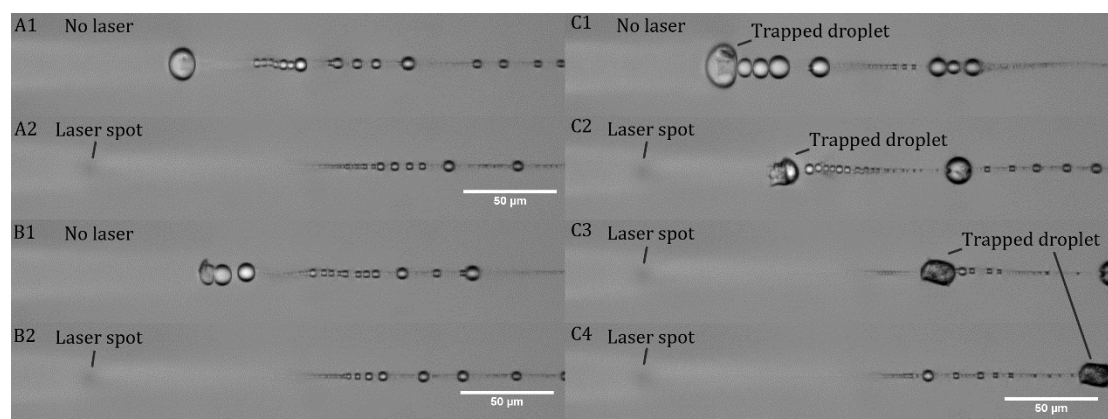 A1 No laser
A2 Laser spot
50 µm
B1 No laser
B2 Laser spot
50 µm
C1 No laser
Trapped droplet
C2 Laser spot
Trapped droplet
C3 Laser spot
Trapped droplet
C4 Laser spot
50 µm